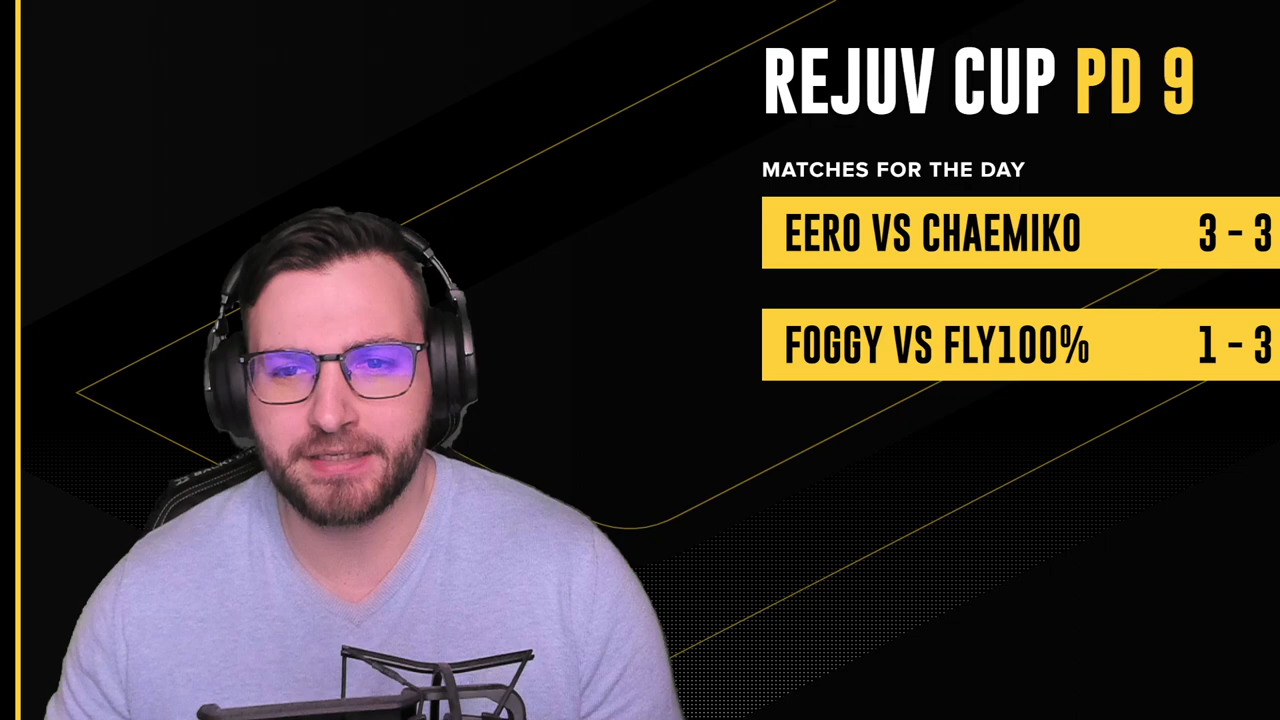 REJUV CUP PD 9
MATCHES FOR THE DAY
EERO VS CHAEMIKO 3 - 3
FOGGY VS FLY100% 1 - 3